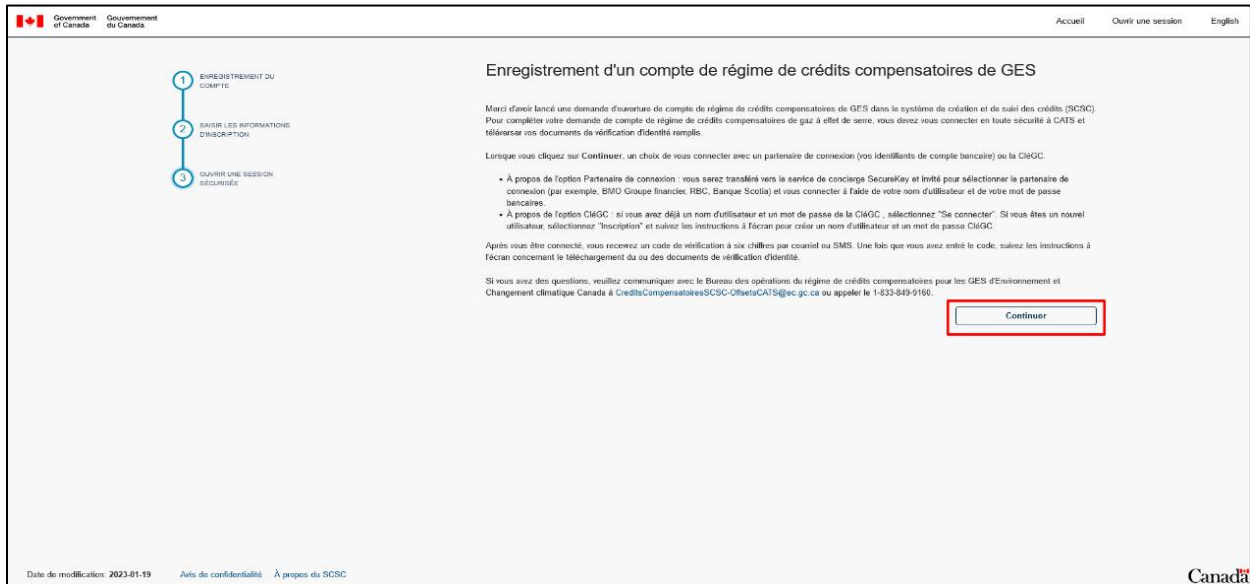 Government of Canada
Gouvernement du Canada
Accueil
Ouvrir une session
English
1
ENREGISTREMENT DU
COMPTE
2
SAISIR LES INFORMATIONS
D'INSCRIPTION
3
OUVRIR UNE SESSION
SÉCURISÉE
Enregistrement d'un compte de régime de crédits compensatoires de GES
Merci d'avoir lancé une demande d'ouverture de compte de régime de crédits compensatoires de GES dans le système de création et de suivi des crédits (SCSC).
Pour compléter votre demande de compte de régime de crédits compensatoires de gaz à effet de serre, vous devez vous connecter en toute sécurité à CATS et
téléverser vos documents de vérification d'identité remplis.
Lorsque vous cliquez sur Continuer, un choix de vous connecter avec un partenaire de connexion (vos identifiants de compte bancaire) ou la CléGC.
• À propos de l'option Partenaire de connexion : vous serez transféré vers le service de concierge SecureKey et invité pour sélectionner le partenaire de
connexion (par exemple, BMO Groupe financier, RBC, Banque Scotia) et vous connecter à l'aide de votre nom d'utilisateur et de votre mot de passe
bancaires.
• À propos de l'option CléGC : si vous avez déjà un nom d'utilisateur et un mot de passe de la CléGC , sélectionnez "Se connecter". Si vous êtes un nouvel
utilisateur, sélectionnez "Inscription" et suivez les instructions à l'écran pour créer un nom d'utilisateur et un mot de passe CléGC.
Après vous être connecté, vous recevrez un code de vérification à six chiffres par courriel ou SMS. Une fois que vous avez entré le code, suivez les instructions à
l'écran concernant le téléchargement du ou des documents de vérification d'identité.
Si vous avez des questions, veuillez communiquer avec le Bureau des opérations du régime de crédits compensatoires pour les GES d'Environnement et
Changement climatique Canada à CreditsCompensatoiresSCSC-OffsetsCATS@ec.gc.ca ou appeler le 1-833-849-9160.
Continuer
Date de modification: 2023-01-19
Avis de confidentialité
À propos du SCSC
Canada